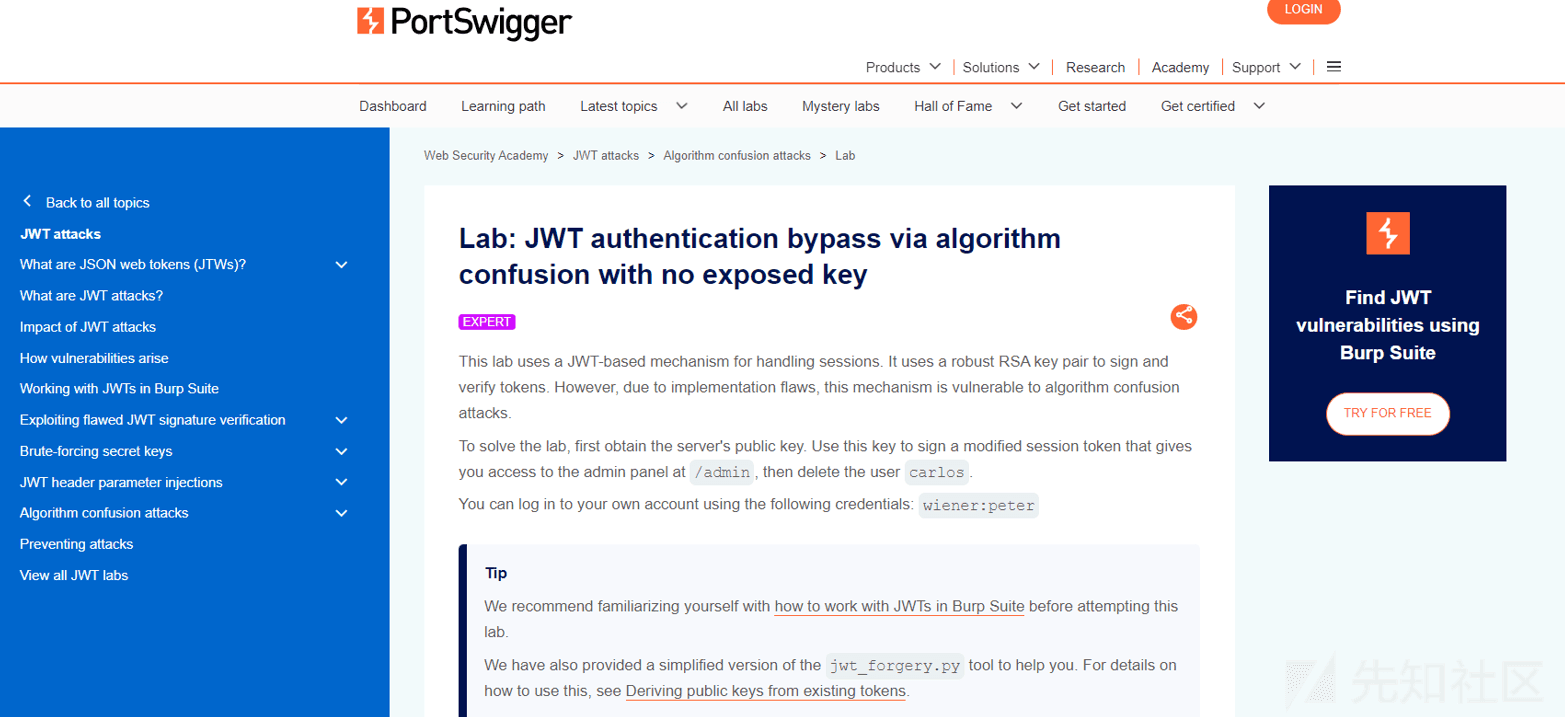 PortSwigger
LOGIN
Products
Solutions
Research
Academy
Support
Dashboard
Learning path
Latest topics
All labs
Mystery labs
Hall of Fame
Get started
Get certified
Back to all topics
JWT attacks
What are JSON web tokens (JTWs)?
What are JWT attacks?
Impact of JWT attacks
How vulnerabilities arise
Working with JWTs in Burp Suite
Exploiting flawed JWT signature verification
Brute-forcing secret keys
JWT header parameter injections
Algorithm confusion attacks
Preventing attacks
View all JWT labs
Web Security Academy > JWT attacks > Algorithm confusion attacks > Lab
Lab: JWT authentication bypass via algorithm
confusion with no exposed key
EXPERT
This lab uses a JWT-based mechanism for handling sessions. It uses a robust RSA key pair to sign and
verify tokens. However, due to implementation flaws, this mechanism is vulnerable to algorithm confusion
attacks.
To solve the lab, first obtain the server's public key. Use this key to sign a modified session token that gives
you access to the admin panel at /admin, then delete the user carlos.
You can log in to your own account using the following credentials: wiener:peter
Tip
We recommend familiarizing yourself with how to work with JWTs in Burp Suite before attempting this
lab.
We have also provided a simplified version of the jwt_forgery.py tool to help you. For details on
how to use this, see Deriving public keys from existing tokens.
Find JWT
vulnerabilities using
Burp Suite
TRY FOR FREE
先知社区